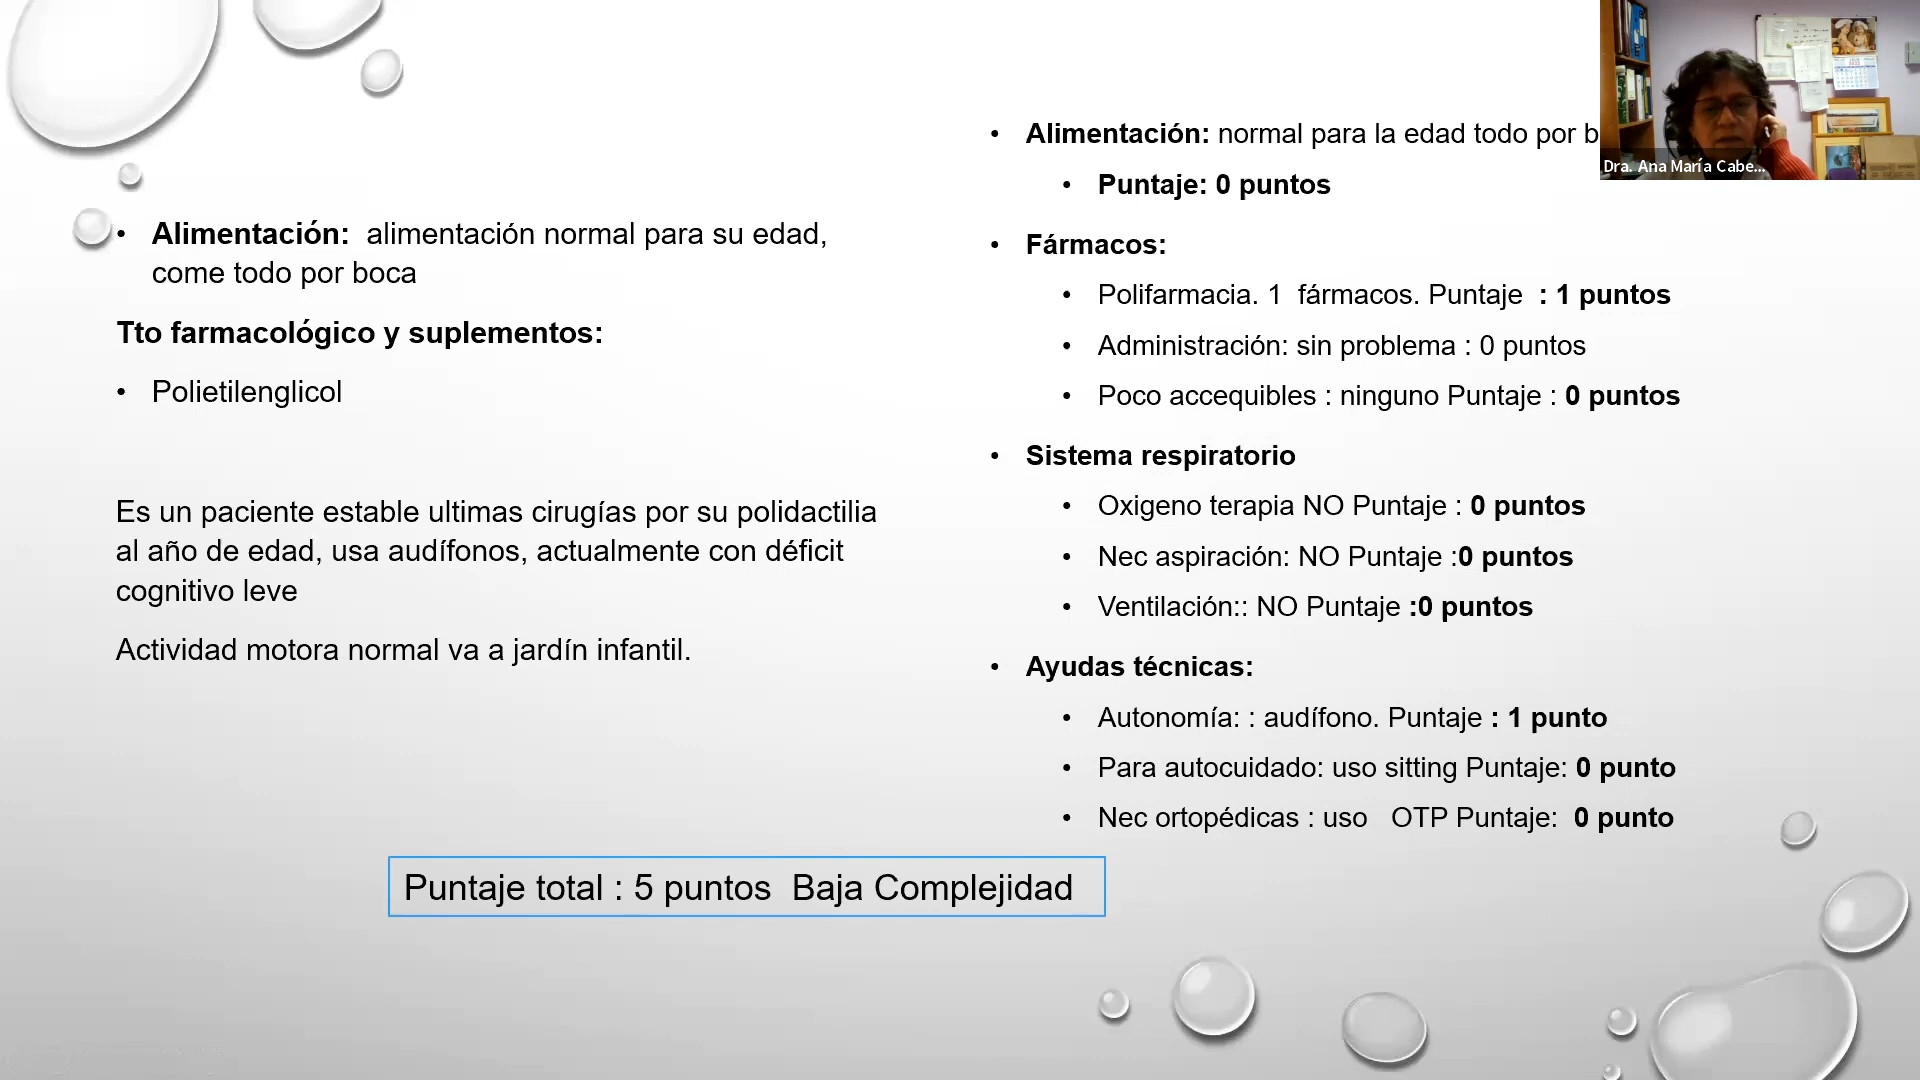 Alimentación: alimentación normal para su edad,
come todo por boca
Tto farmacológico y suplementos:
Polietilenglicol
Es un paciente estable ultimas cirugías por su polidactilia
al año de edad, usa audífonos, actualmente con déficit
cognitivo leve
Actividad motora normal va a jardín infantil.
Alimentación: normal para la edad todo por b
Puntaje: 0 puntos
Fármacos:
Polifarmacia. 1 fármacos. Puntaje : 1 puntos
Administración: sin problema : 0 puntos
Poco accequibles : ninguno Puntaje : 0 puntos
Sistema respiratorio
Oxigeno terapia NO Puntaje : 0 puntos
Nec aspiración: NO Puntaje :0 puntos
Ventilación:: NO Puntaje :0 puntos
Ayudas técnicas:
Autonomía: : audífono. Puntaje : 1 punto
Para autocuidado: uso sitting Puntaje: 0 punto
Nec ortopédicas : uso OTP Puntaje: 0 punto
Puntaje total : 5 puntos Baja Complejidad
Dra. Ana María Cabe...